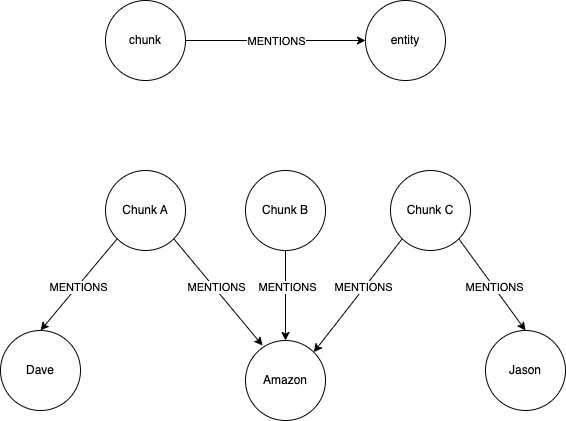 chunk
MENTIONS
entity
Chunk A
Chunk B
Chunk C
MENTIONS
MENTIONS
MENTIONS
MENTIONS
MENTIONS
Dave
Amazon
Jason